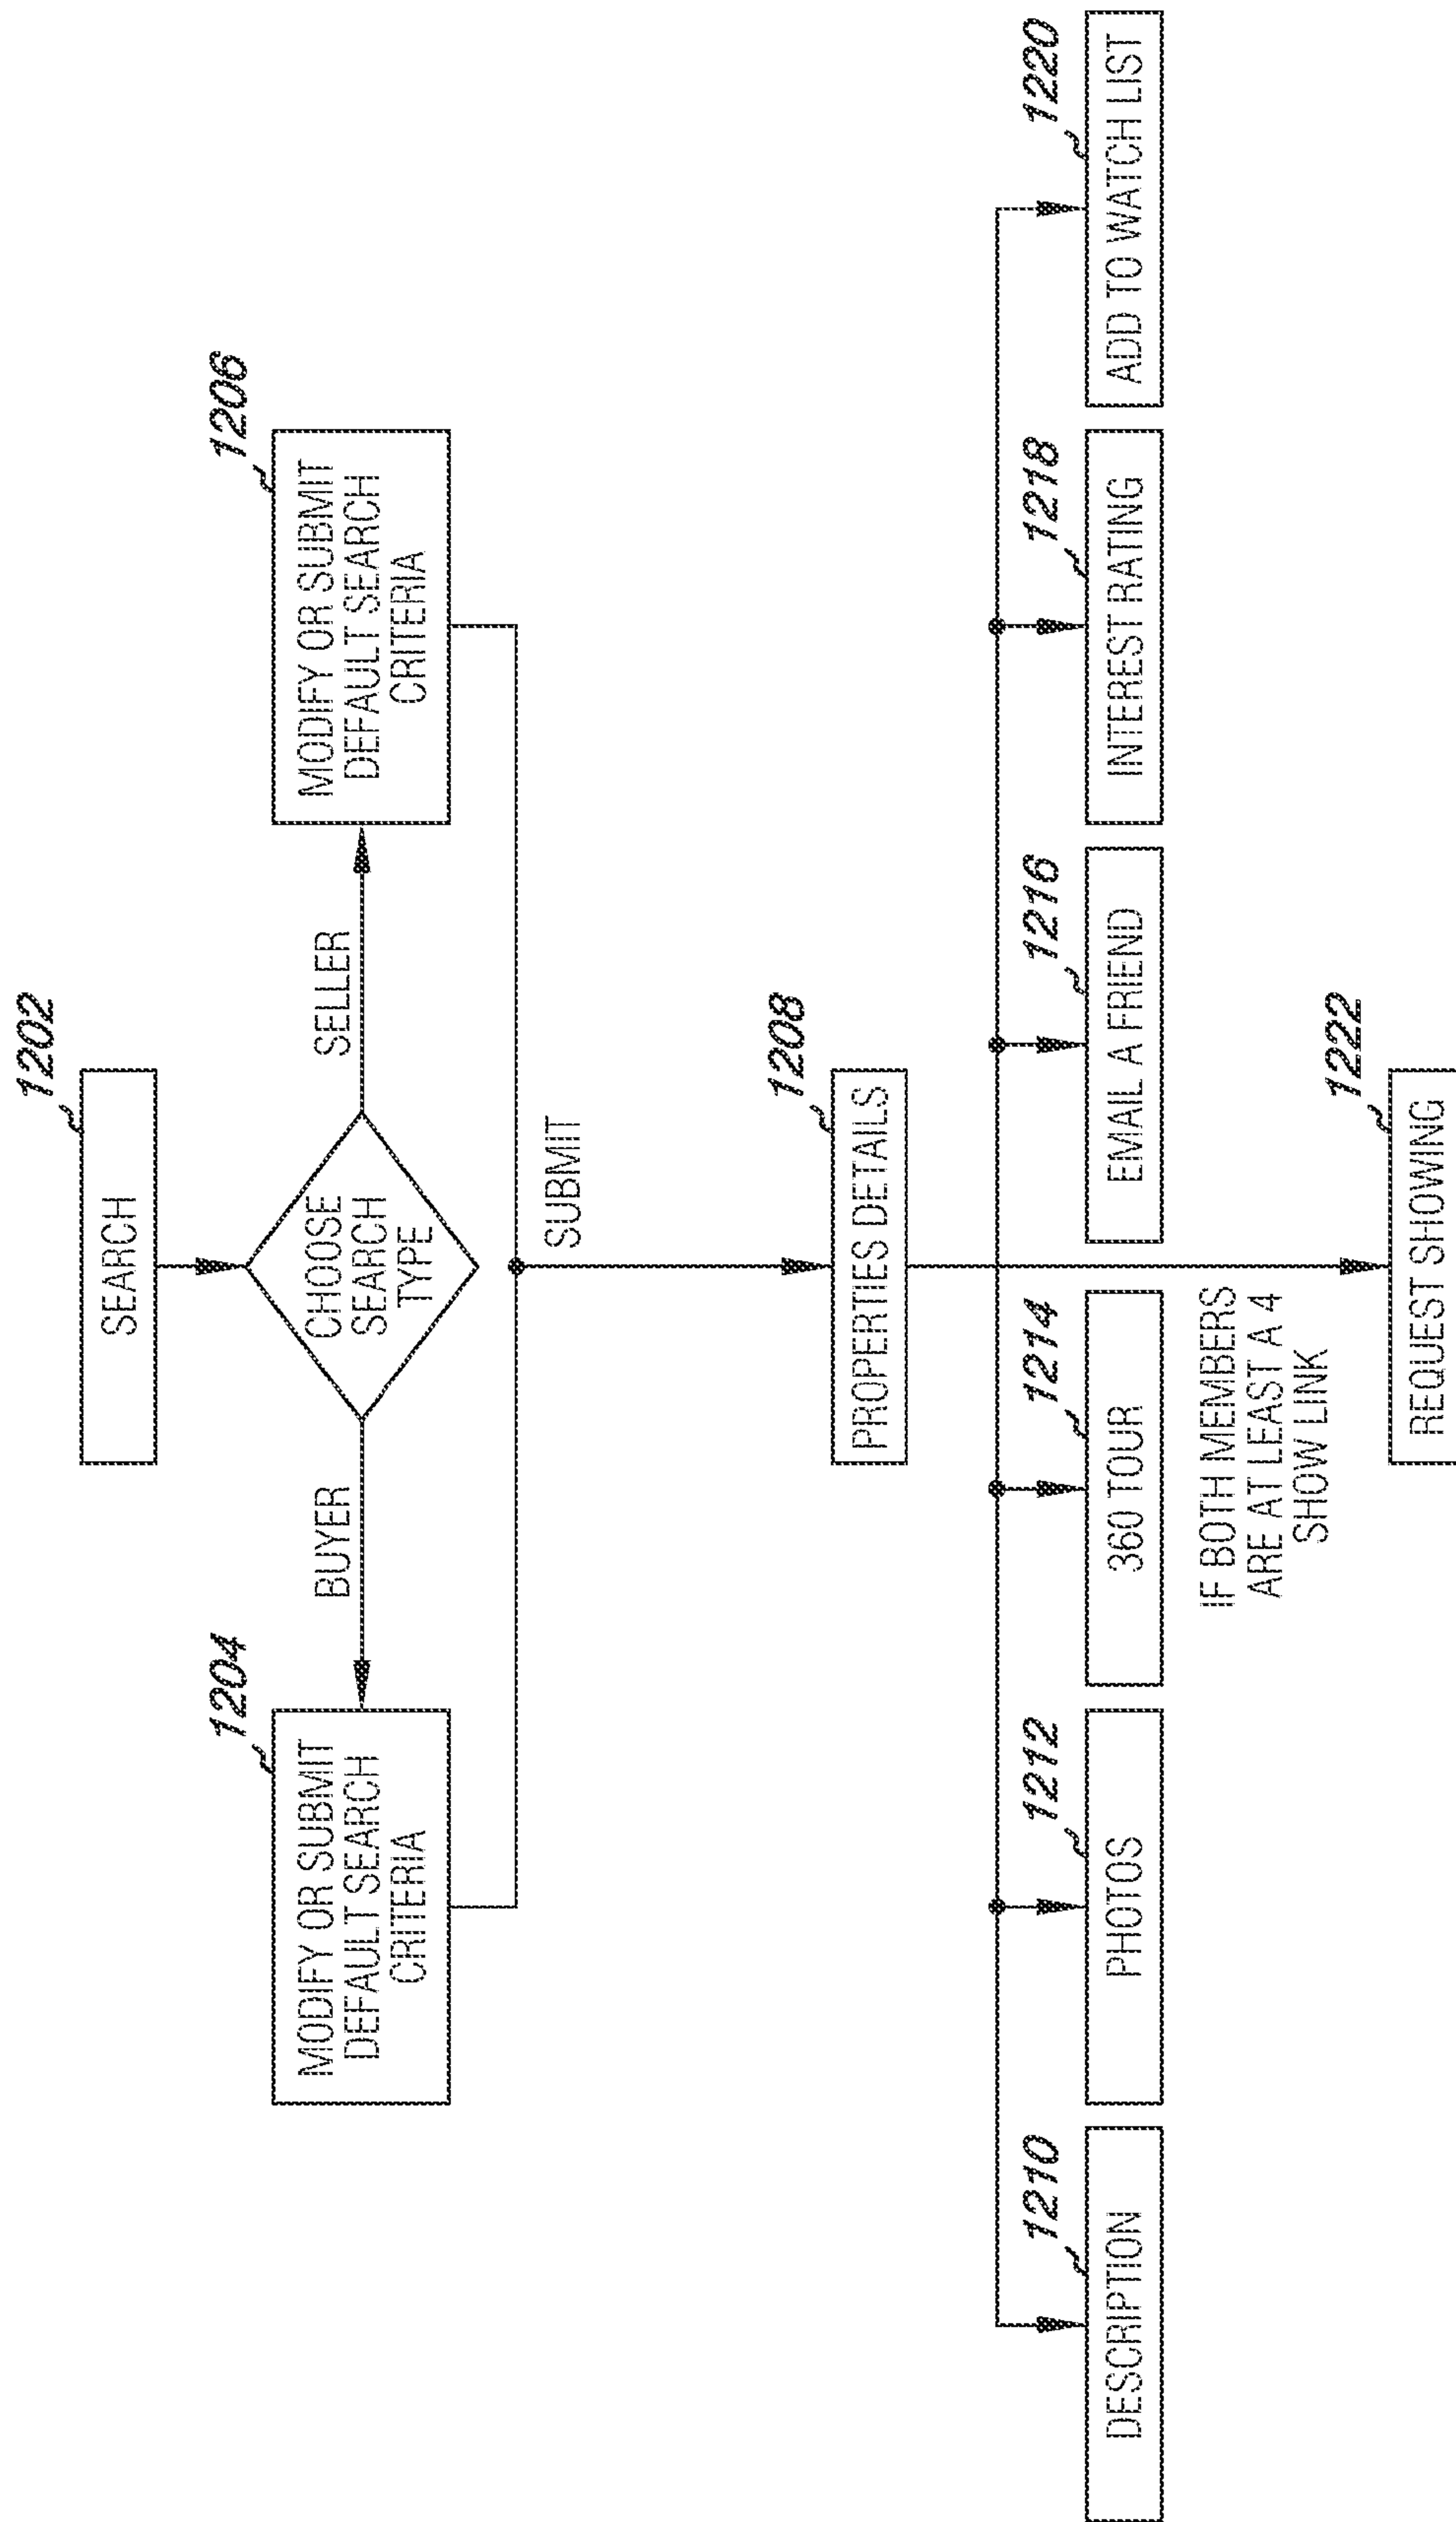 1202
SEARCH
CHOOSE
SEARCH
TYPE
BUYER
SELLER
1204
MODIFY OR SUBMIT
DEFAULT SEARCH
CRITERIA
1206
MODIFY OR SUBMIT
DEFAULT SEARCH
CRITERIA
SUBMIT
1208
PROPERTIES DETAILS
1210
DESCRIPTION
1212
PHOTOS
1214
360 TOUR
1216
EMAIL A FRIEND
1218
INTEREST RATING
1220
ADD TO WATCH LIST
IF BOTH MEMBERS
ARE AT LEAST A 4
SHOW LINK
1222
REQUEST SHOWING